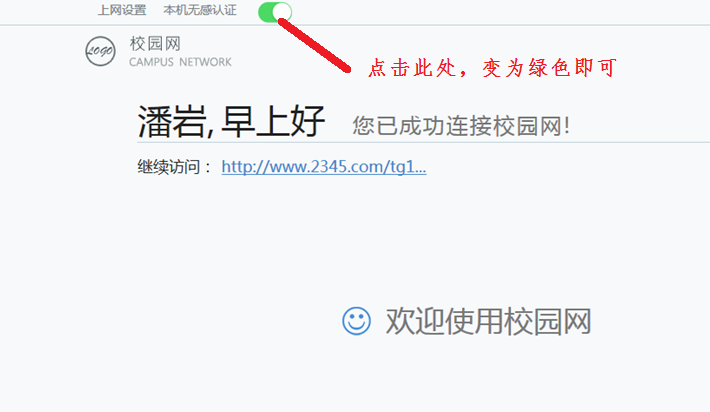 上网设置 本机无感认证
点击此处，变为绿色即可
LOGO 校园网
CAMPUS NETWORK
潘岩,早上好 您已成功连接校园网!
继续访问： http://www.2345.com/tg1...
欢迎使用校园网